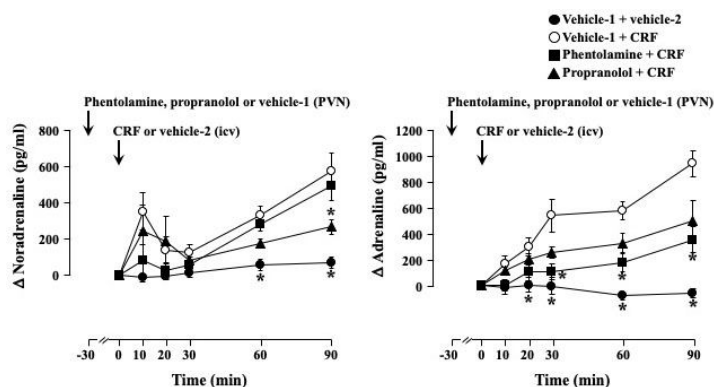 Vehicle-1 + vehicle-2
Vehicle-1 + CRF
Phentolamine + CRF
Propranolol + CRF
Phentolamine, propranolol or vehicle-1 (PVN)
CRF or vehicle-2 (icv)
Δ Noradrenaline (pg/ml)
800
600
400
200
0
*
*
*
-30 0 10 20 30 60 90
Time (min)
Phentolamine, propranolol or vehicle-1 (PVN)
CRF or vehicle-2 (icv)
Δ Adrenaline (pg/ml)
1200
1000
800
600
400
200
0
*
*
*
*
*
*
*
-30 0 10 20 30 60 90
Time (min)